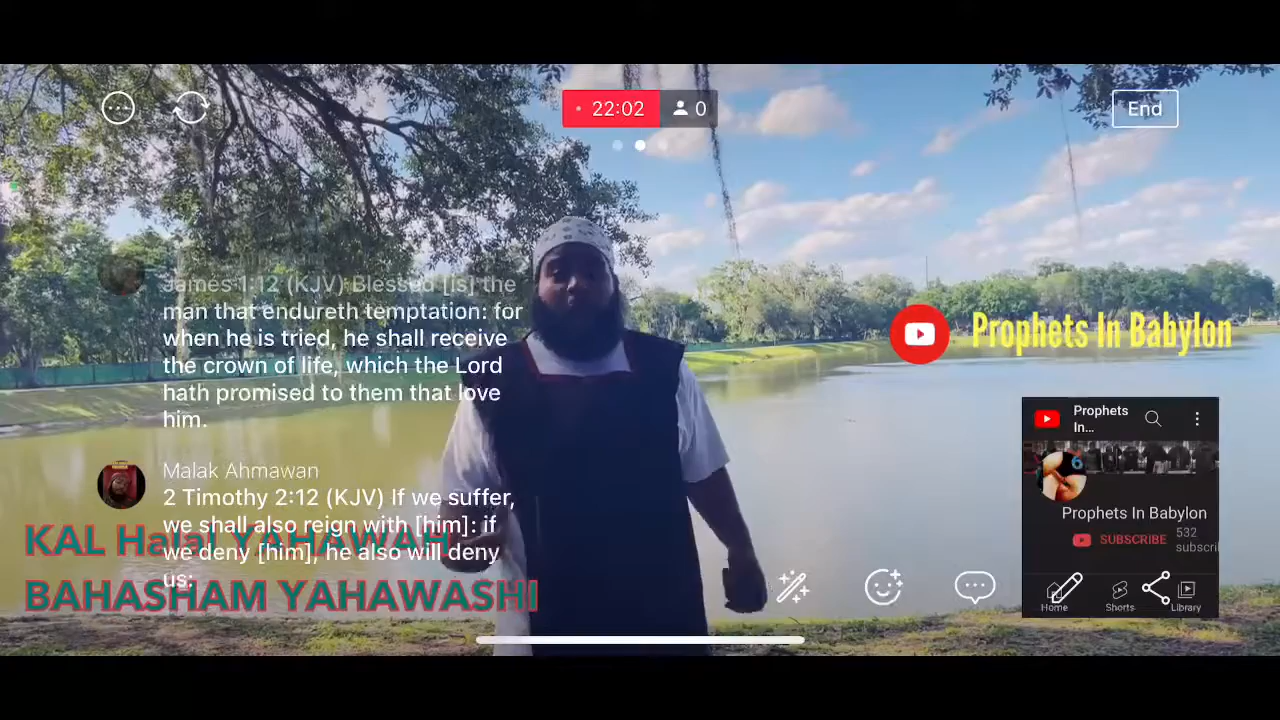 22:02
0
End
James 1:12 (KJV) Blessed [is] the
man that endureth temptation: for
when he is tried, he shall receive
the crown of life, which the Lord
hath promised to them that love
him.
Malak Ahmawan
2 Timothy 2:12 (KJV) If we suffer,
we shall also reign with [him]: if
we deny [him], he also will deny
us:
KAL Halal YAHAWAH
BAHASHAM YAHAWASHI
Prophets In Babylon
Prophets
In...
6
Prophets In Babylon
SUBSCRIBE
532
subscri
Home
Shorts
Library